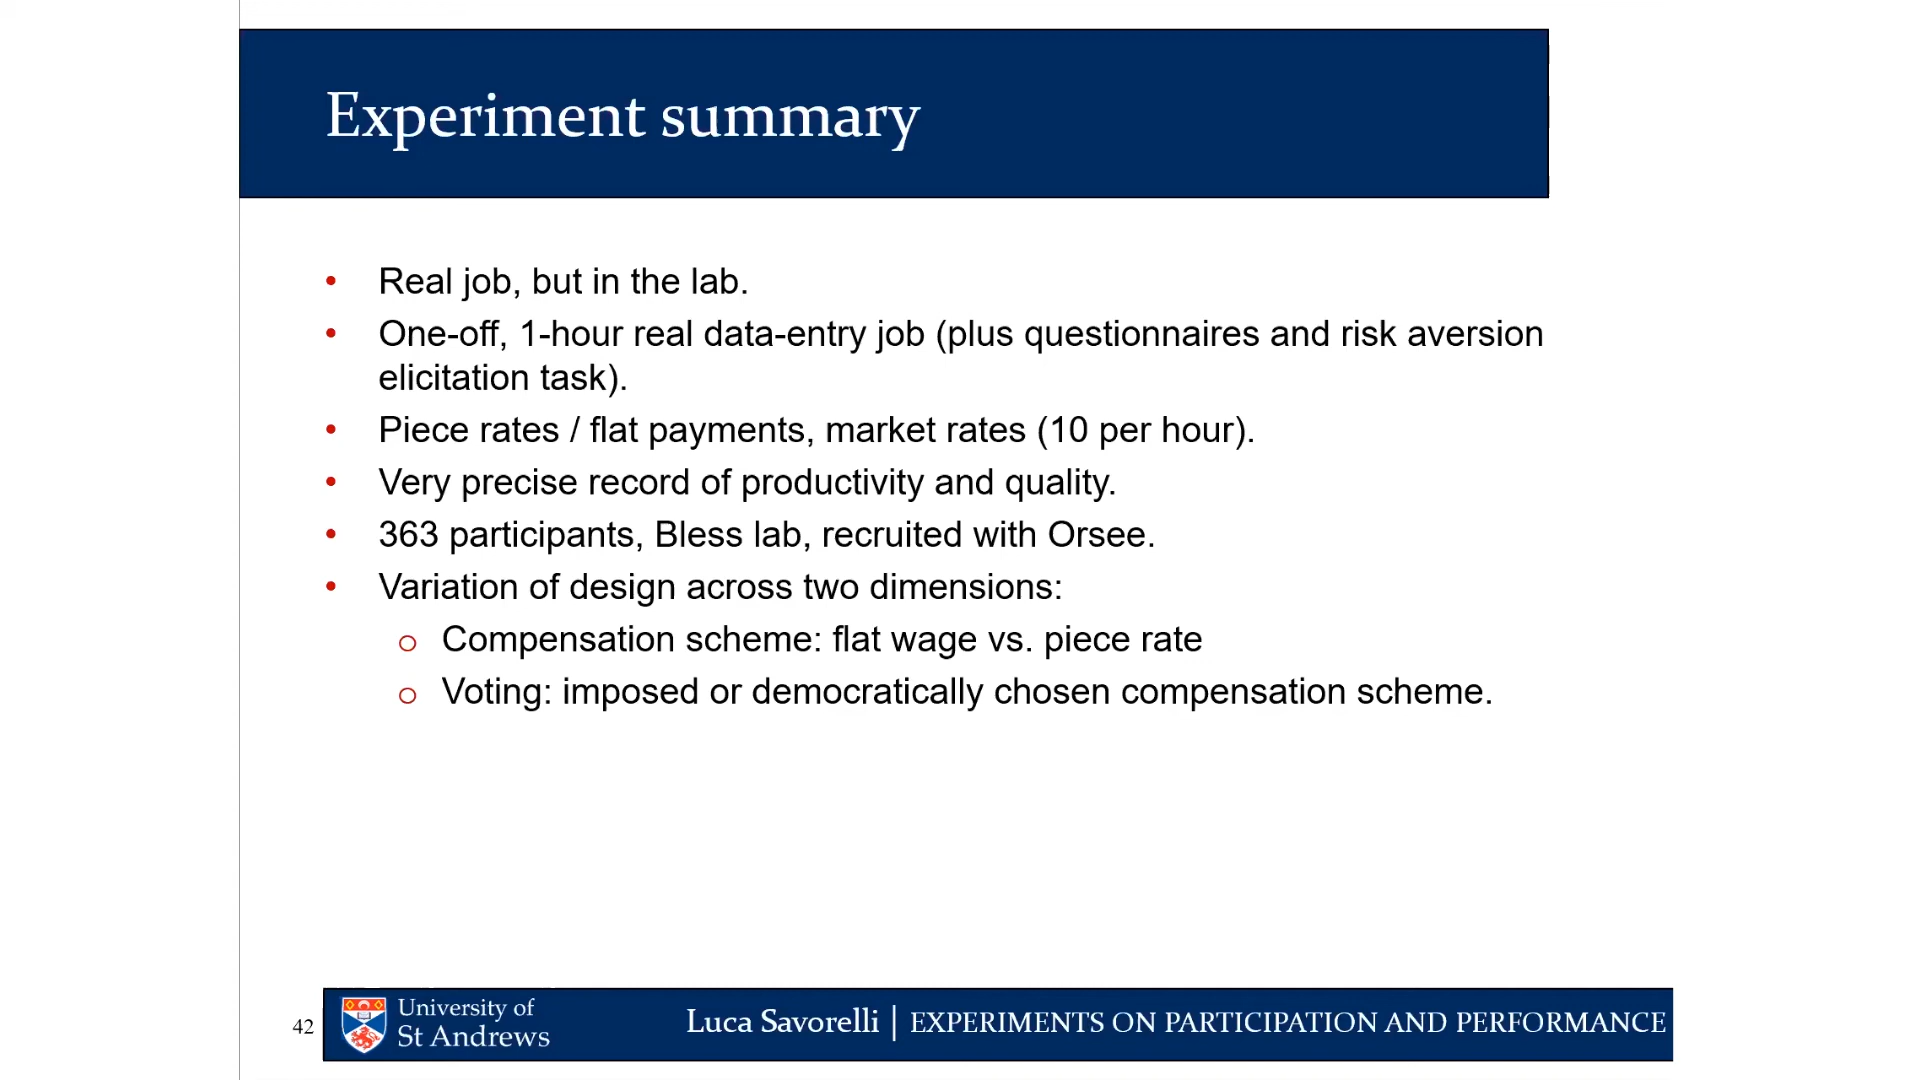 Experiment summary
• Real job, but in the lab.
• One-off, 1-hour real data-entry job (plus questionnaires and risk aversion
elicitation task).
• Piece rates / flat payments, market rates (10 per hour).
• Very precise record of productivity and quality.
• 363 participants, Bless lab, recruited with Orsee.
• Variation of design across two dimensions:
o Compensation scheme: flat wage vs. piece rate
o Voting: imposed or democratically chosen compensation scheme.
42
University of
St Andrews
Luca Savorelli | EXPERIMENTS ON PARTICIPATION AND PERFORMANCE